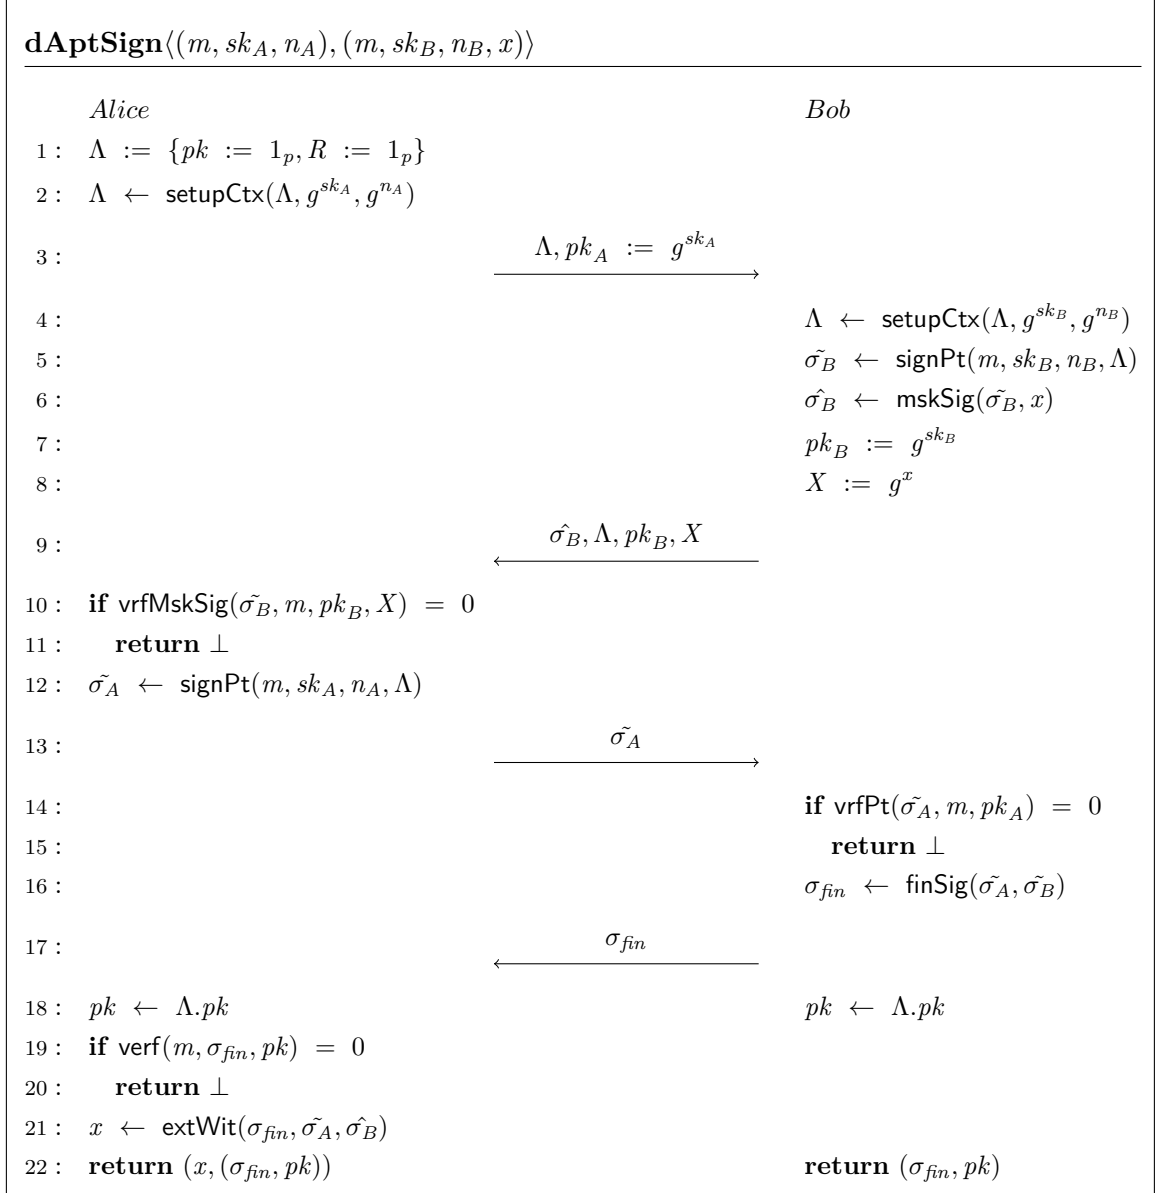 dAptSign⟨(m, sk_A, n_A), (m, sk_B, n_B, x)⟩
Alice Bob
1 : Λ := {pk := 1_p, R := 1_p}
2 : Λ ← setupCtx(Λ, g^{sk_A}, g^{n_A})
3 : Λ, pk_A := g^{sk_A}
4 : Λ ← setupCtx(Λ, g^{sk_B}, g^{n_B})
5 : σ̃_B ← signPt(m, sk_B, n_B, Λ)
6 : σ̂_B ← mskSig(σ̃_B, x)
7 : pk_B := g^{sk_B}
8 : X := g^x
9 : σ̂_B, Λ, pk_B, X
10 : if vrfMskSig(σ̃_B, m, pk_B, X) = 0
11 : return ⊥
12 : σ̃_A ← signPt(m, sk_A, n_A, Λ)
13 : σ̃_A
14 : if vrfPt(σ̃_A, m, pk_A) = 0
15 : return ⊥
16 : σ_fin ← finSig(σ̃_A, σ̃_B)
17 : σ_fin
18 : pk ← Λ.pk pk ← Λ.pk
19 : if verf(m, σ_fin, pk) = 0
20 : return ⊥
21 : x ← extWit(σ_fin, σ̃_A, σ̂_B)
22 : return (x, (σ_fin, pk)) return (σ_fin, pk)